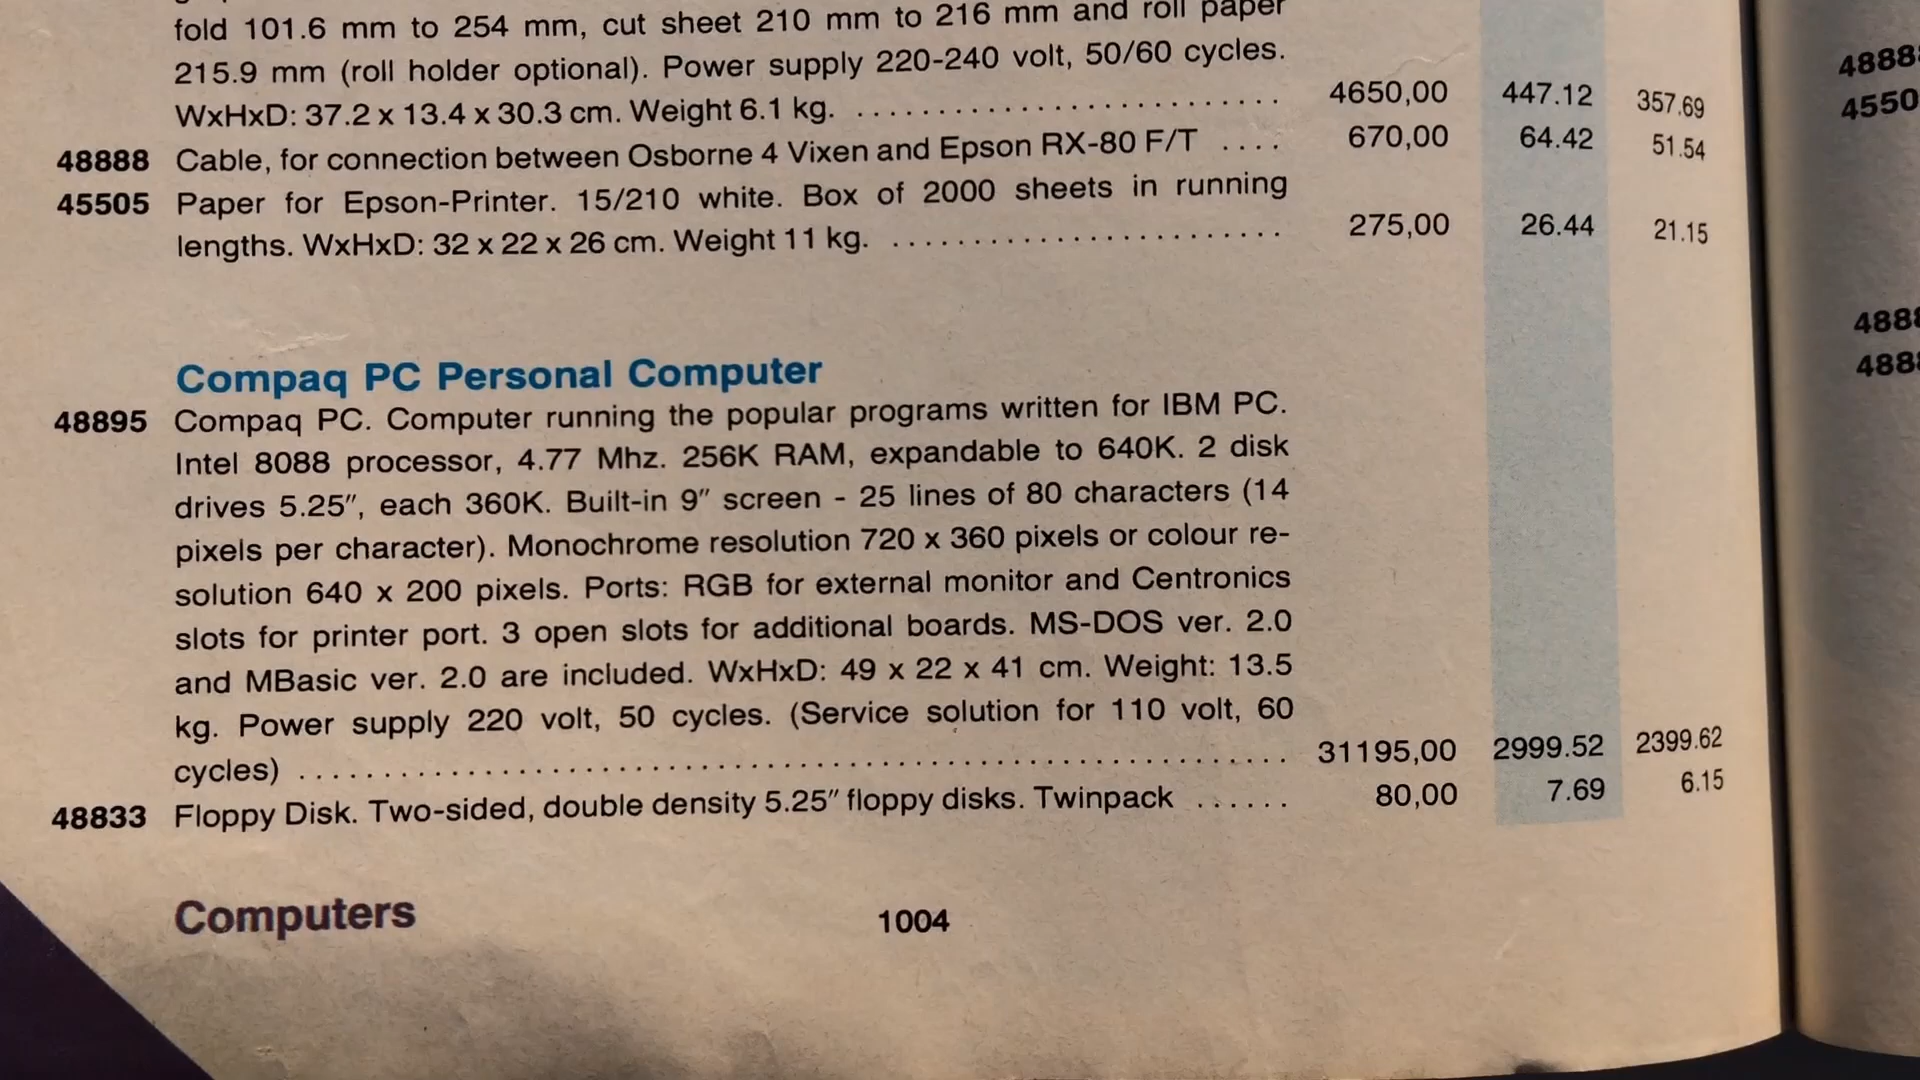 fold 101.6 mm to 254 mm, cut sheet 210 mm to 216 mm and roll paper
215.9 mm (roll holder optional). Power supply 220-240 volt, 50/60 cycles.
WxHxD: 37.2 x 13.4 x 30.3 cm. Weight 6.1 kg. .......................... 4650,00 447.12 357.69
48888 Cable, for connection between Osborne 4 Vixen and Epson RX-80 F/T .... 670,00 64.42 51.54
45505 Paper for Epson-Printer. 15/210 white. Box of 2000 sheets in running
lengths. WxHxD: 32 x 22 x 26 cm. Weight 11 kg. ........................ 275,00 26.44 21.15
Compaq PC Personal Computer
48895 Compaq PC. Computer running the popular programs written for IBM PC.
Intel 8088 processor, 4.77 Mhz. 256K RAM, expandable to 640K. 2 disk
drives 5.25″, each 360K. Built-in 9″ screen - 25 lines of 80 characters (14
pixels per character). Monochrome resolution 720 x 360 pixels or colour re-
solution 640 x 200 pixels. Ports: RGB for external monitor and Centronics
slots for printer port. 3 open slots for additional boards. MS-DOS ver. 2.0
and MBasic ver. 2.0 are included. WxHxD: 49 x 22 x 41 cm. Weight: 13.5
kg. Power supply 220 volt, 50 cycles. (Service solution for 110 volt, 60
cycles) ............................................................ 31195,00 2999.52 2399.62
48833 Floppy Disk. Two-sided, double density 5.25″ floppy disks. Twinpack ...... 80,00 7.69 6.15
Computers 1004